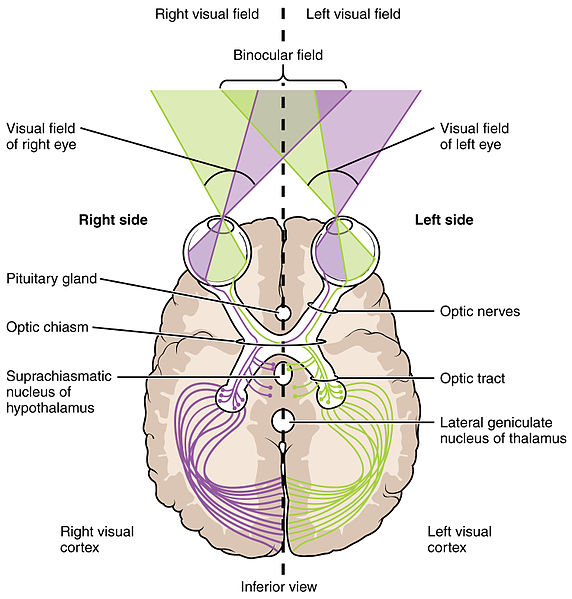 Right visual field
Left visual field
Binocular field
Visual field
of right eye
Visual field
of left eye
Right side
Left side
Pituitary gland
Optic nerves
Optic chiasm
Suprachiasmatic
nucleus of
hypothalamus
Optic tract
Lateral geniculate
nucleus of thalamus
Right visual
cortex
Left visual
cortex
Inferior view